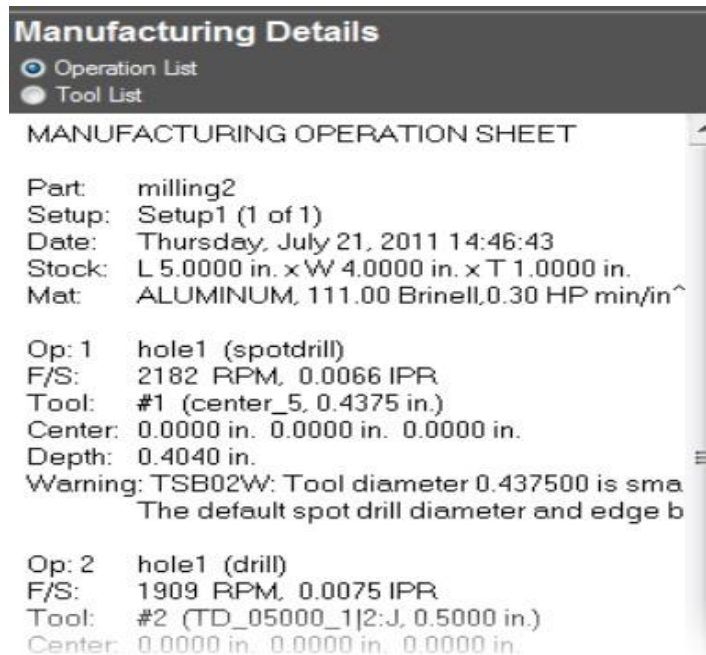 Manufacturing Details
Operation List
Tool List
MANUFACTURING OPERATION SHEET
Part: milling2
Setup: Setup1 (1 of 1)
Date: Thursday, July 21, 2011 14:46:43
Stock: L 5.0000 in. x W 4.0000 in. x T 1.0000 in.
Mat: ALUMINUM, 111.00 Brinell,0.30 HP min/in^
Op: 1 hole1 (spotdrill)
F/S: 2182 RPM, 0.0066 IPR
Tool: #1 (center_5, 0.4375 in.)
Center: 0.0000 in. 0.0000 in. 0.0000 in.
Depth: 0.4040 in.
Warning: TSB02W: Tool diameter 0.437500 is sma
The default spot drill diameter and edge b
Op: 2 hole1 (drill)
F/S: 1909 RPM, 0.0075 IPR
Tool: #2 (TD_05000_1|2:J, 0.5000 in.)
Center: 0.0000 in. 0.0000 in. 0.0000 in.